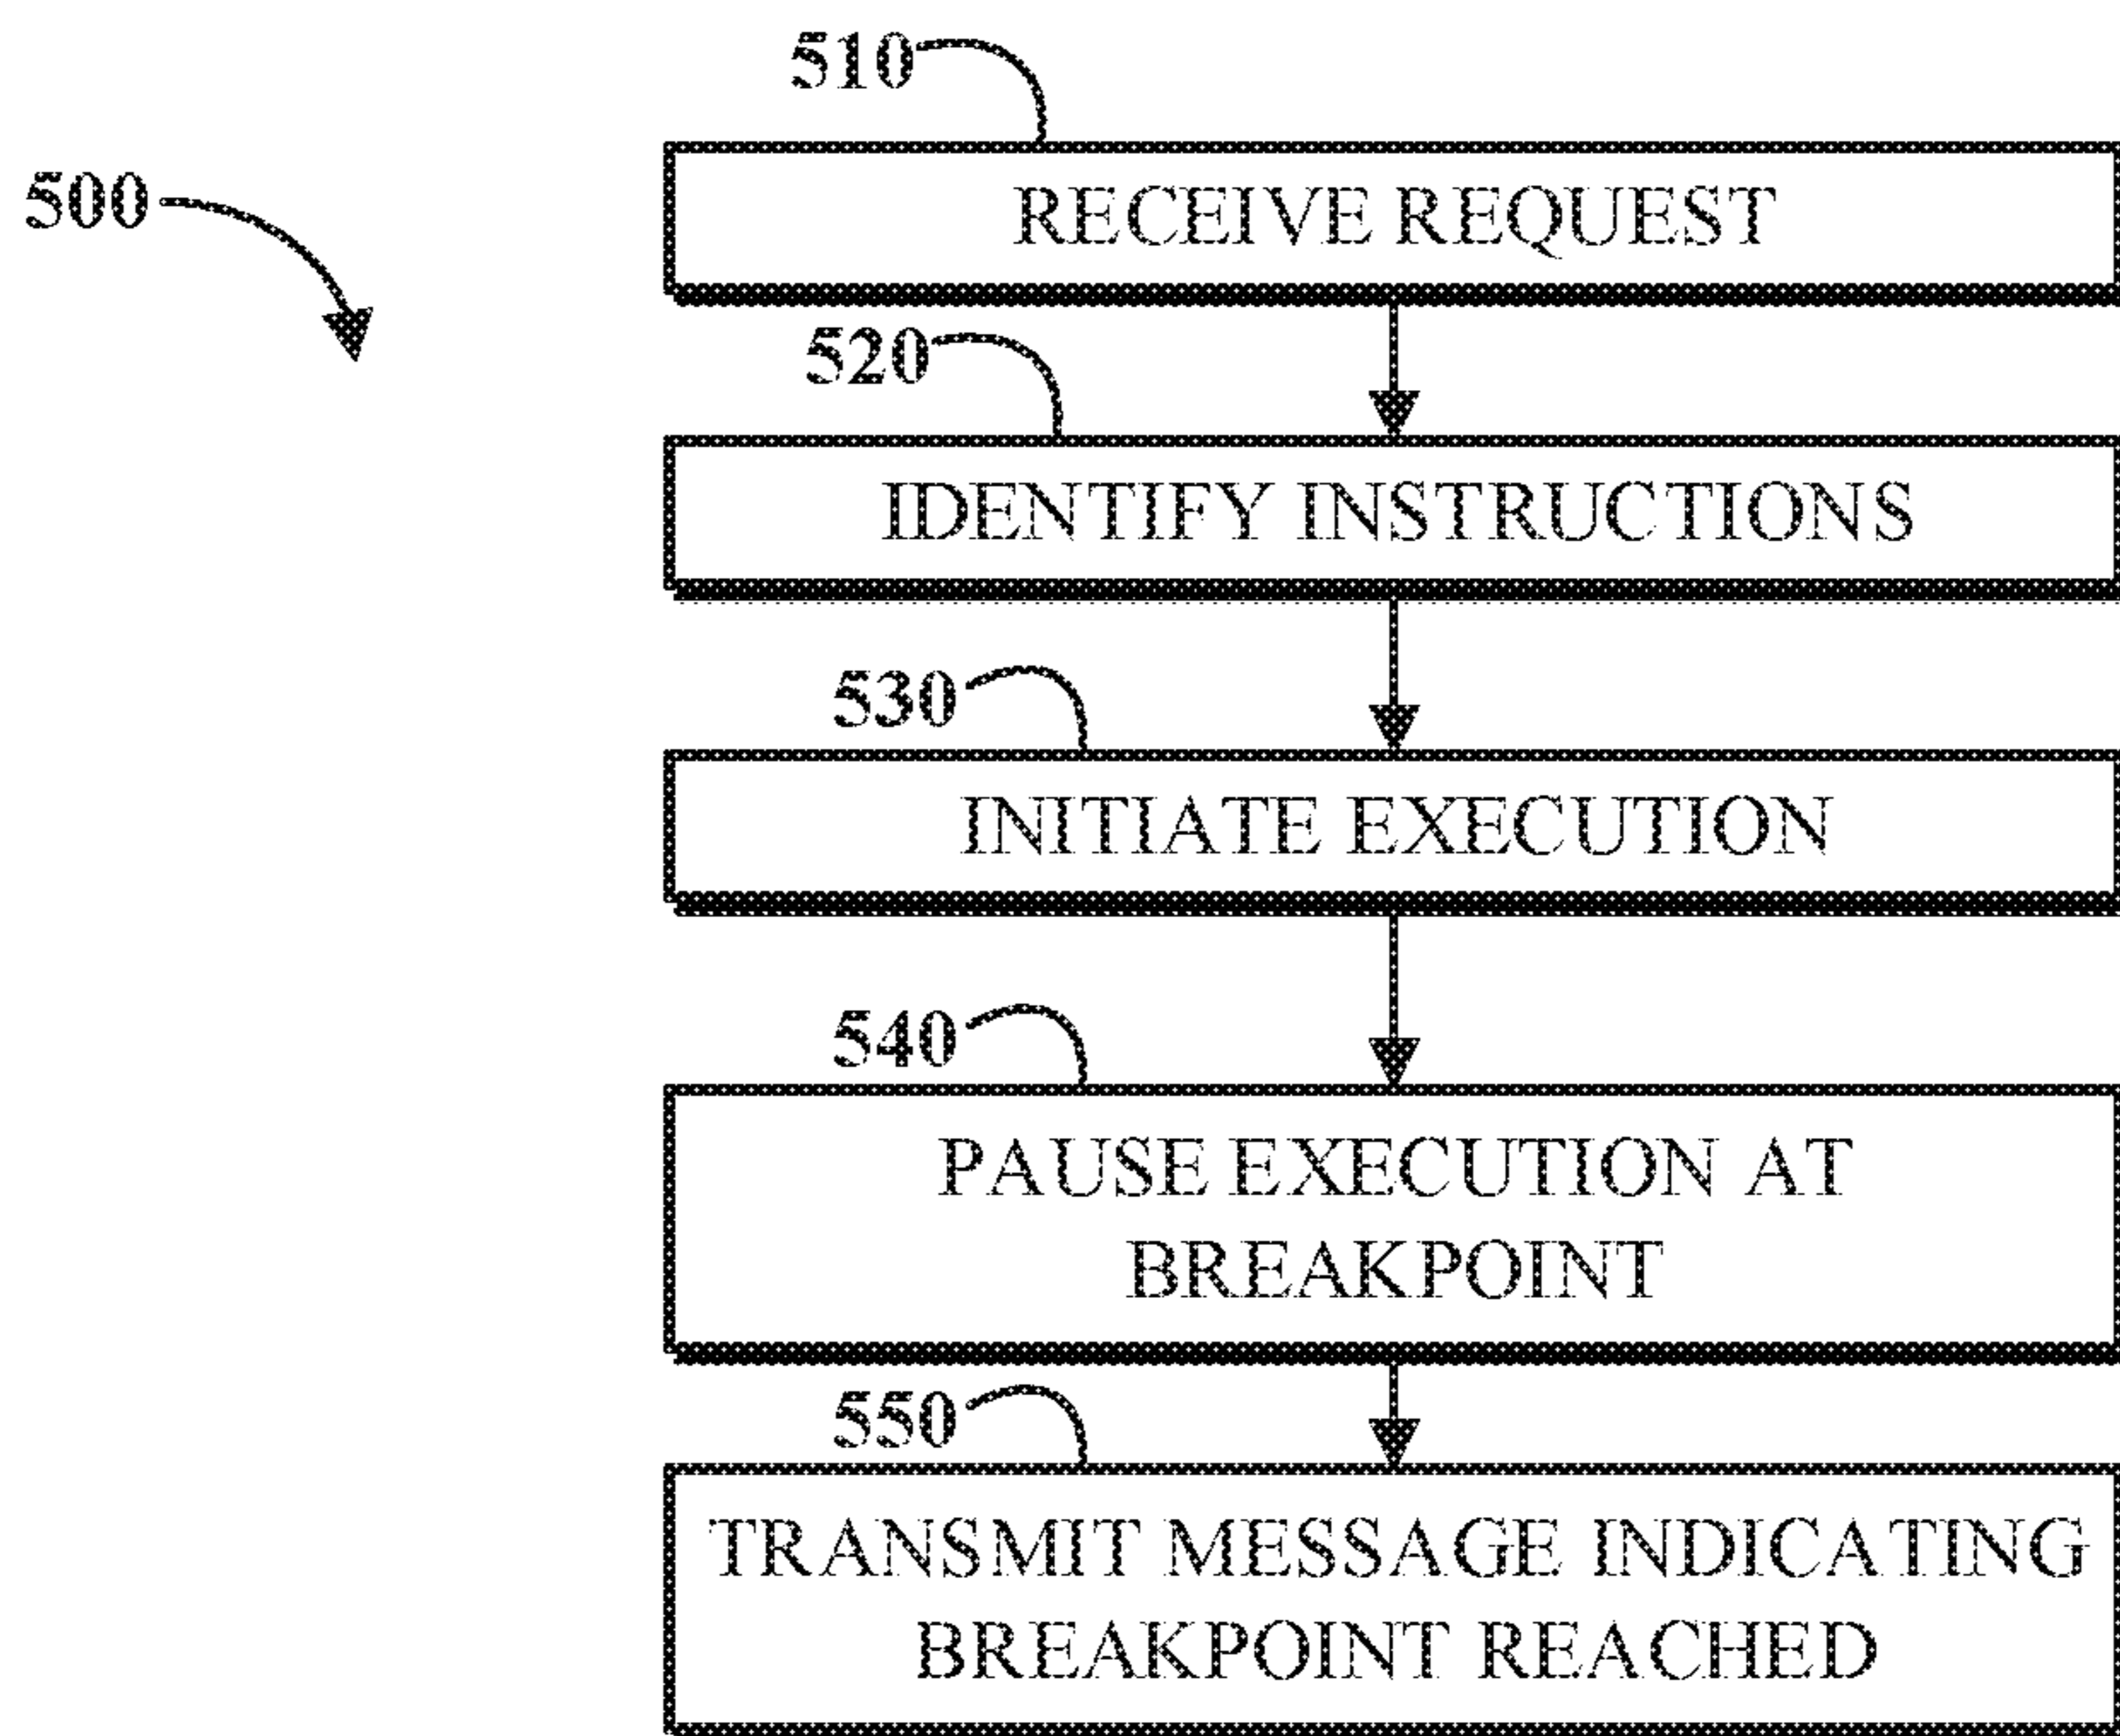 510
500
RECEIVE REQUEST
520
IDENTIFY INSTRUCTIONS
530
INITIATE EXECUTION
540
PAUSE EXECUTION AT
BREAKPOINT
550
TRANSMIT MESSAGE INDICATING
BREAKPOINT REACHED